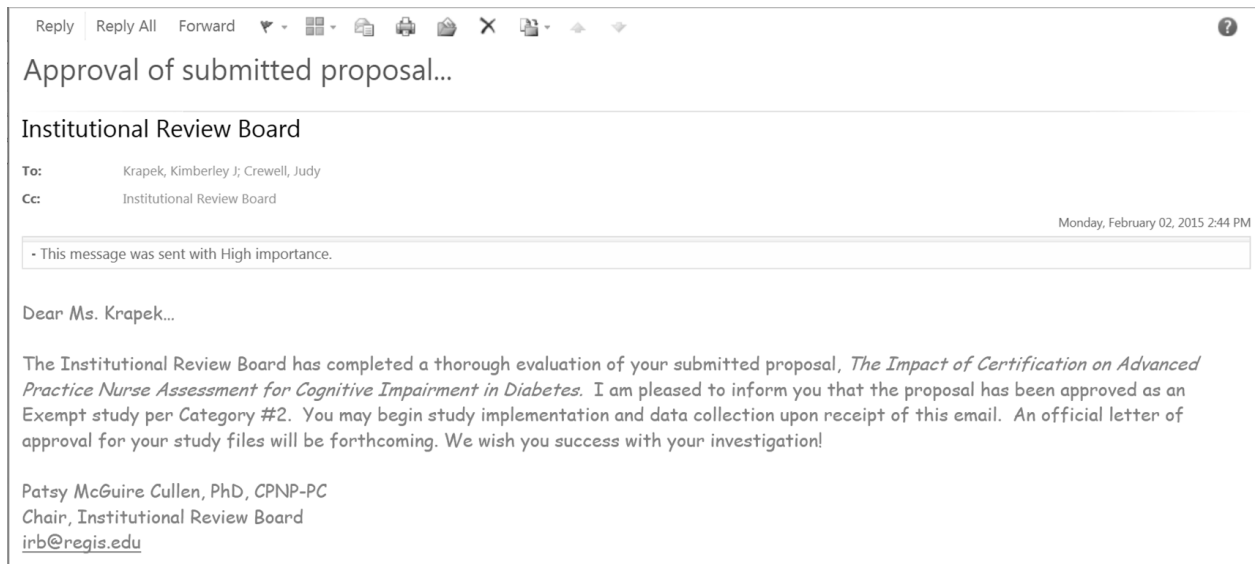 Reply Reply All Forward
Approval of submitted proposal...
Institutional Review Board
To: Krapek, Kimberley J; Crewell, Judy
Cc: Institutional Review Board
Monday, February 02, 2015 2:44 PM
- This message was sent with High importance.
Dear Ms. Krapek...
The Institutional Review Board has completed a thorough evaluation of your submitted proposal, The Impact of Certification on Advanced
Practice Nurse Assessment for Cognitive Impairment in Diabetes. I am pleased to inform you that the proposal has been approved as an
Exempt study per Category #2. You may begin study implementation and data collection upon receipt of this email. An official letter of
approval for your study files will be forthcoming. We wish you success with your investigation!
Patsy McGuire Cullen, PhD, CPNP-PC
Chair, Institutional Review Board
irb@regis.edu